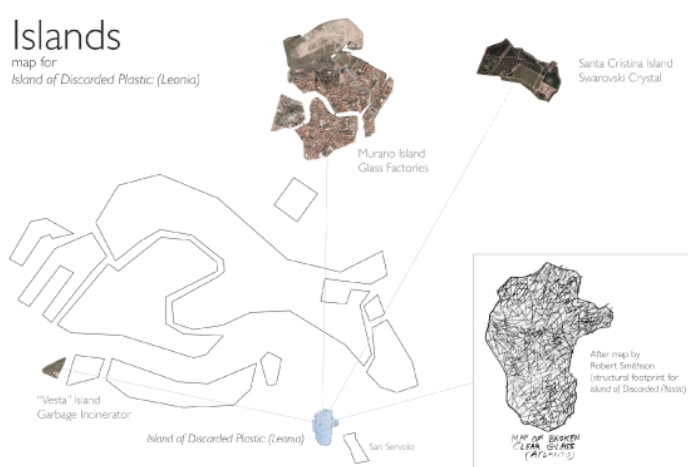 Islands
map for
Island of Discarded Plastic: (Leonia)
Santa Cristina Island
Swarovski Crystal
Murano Island
Glass Factories
"Vesta" Island
Garbage Incinerator
Island of Discarded Plastic: (Leonia)
San Servolo
After map by
Robert Smithson
(structural footprint for
island of Discarded Plastic)
MAP OF BROKEN
CLEAR GLASS
(ATLANTIS)